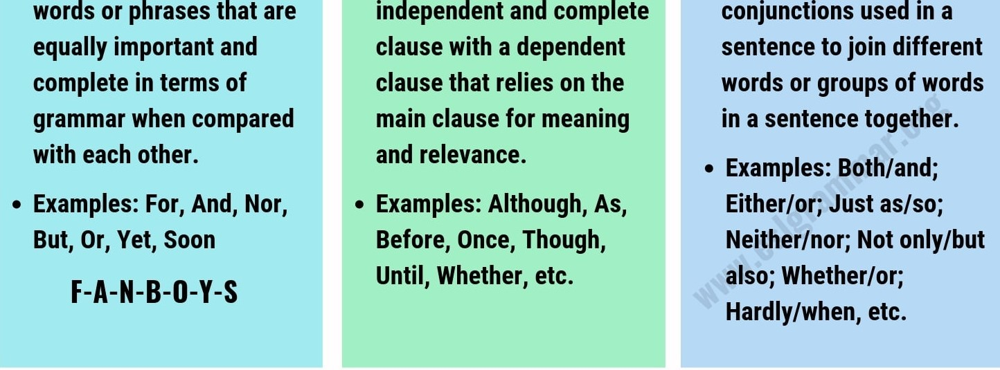 words or phrases that are
equally important and
complete in terms of
grammar when compared
with each other.
• Examples: For, And, Nor,
But, Or, Yet, Soon
F-A-N-B-O-Y-S
independent and complete
clause with a dependent
clause that relies on the
main clause for meaning
and relevance.
• Examples: Although, As,
Before, Once, Though,
Until, Whether, etc.
conjunctions used in a
sentence to join different
words or groups of words
in a sentence together.
• Examples: Both/and;
Either/or; Just as/so;
Neither/nor; Not only/but
also; Whether/or;
Hardly/when, etc.